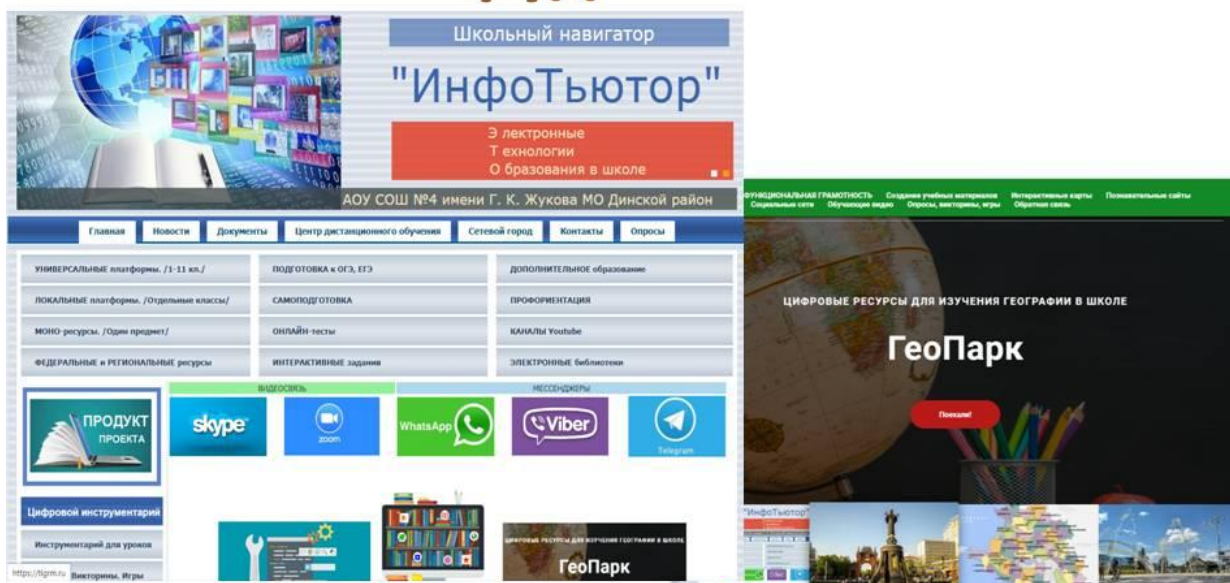 Школьный навигатор
"ИнфоТьютор"
Э лектронные
Т ехнологии
О бразования в школе
АОУ СОШ №4 имени Г. К. Жукова МО Динской район
Главная Новости Документы Центр дистанционного обучения Сетевой город Контакты Опросы
УНИВЕРСАЛЬНЫЕ платформы. /1-11 кл./ ПОДГОТОВКА к ОГЭ, ЕГЭ ДОПОЛНИТЕЛЬНОЕ образование
ЛОКАЛЬНЫЕ платформы. /Отдельные классы/ САМОПОДГОТОВКА ПРОФОРИЕНТАЦИЯ
МОНО-ресурсы. /Один предмет/ ОНЛАЙН-тесты КАНАЛЫ Youtube
ФЕДЕРАЛЬНЫЕ и РЕГИОНАЛЬНЫЕ ресурсы ИНТЕРАКТИВНЫЕ задания ЭЛЕКТРОННЫЕ библиотеки
ВИДЕОСВЯЗЬ МЕССЕНДЖЕРЫ
ПРОДУКТ
ПРОЕКТА
skype zoom WhatsApp Viber Telegram
Цифровой инструментарий
Инструментарий для уроков
Викторины. Игры
https://tigrm.ru
ЦИФРОВЫЕ РЕСУРСЫ ДЛЯ ИЗУЧЕНИЯ ГЕОГРАФИИ В ШКОЛЕ
ГеоПарк
ФУНКЦИОНАЛЬНАЯ ГРАМОТНОСТЬ Создание учебных материалов Интерактивные карты Познавательные сайты
Социальные сети Обучающие видео Опросы, викторины, игры Обратная связь
ЦИФРОВЫЕ РЕСУРСЫ ДЛЯ ИЗУЧЕНИЯ ГЕОГРАФИИ В ШКОЛЕ
ГеоПарк
Поехали!
"ИнфоТьютор"